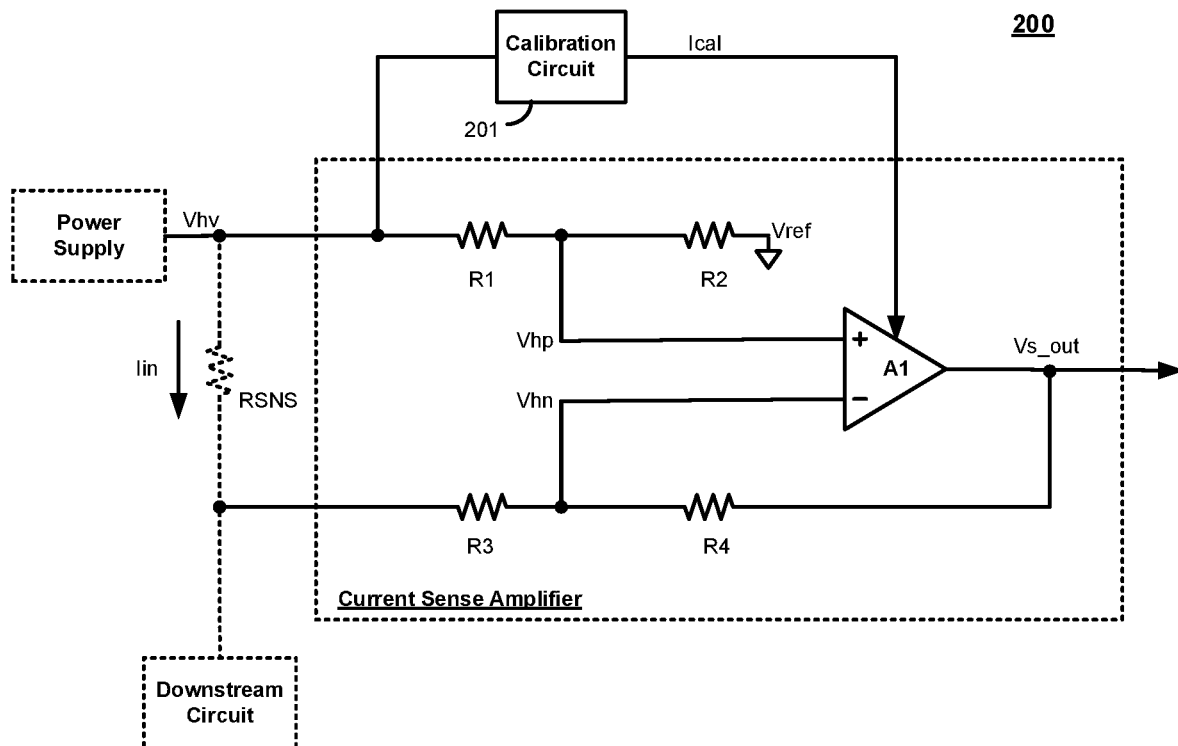 200
Calibration
Circuit
Ical
201
Power
Supply
Vhv
R1
R2
Vref
Iin
RSNS
Vhp
Vhn
A1
+
−
Vs_out
R3
R4
Current Sense Amplifier
Downstream
Circuit